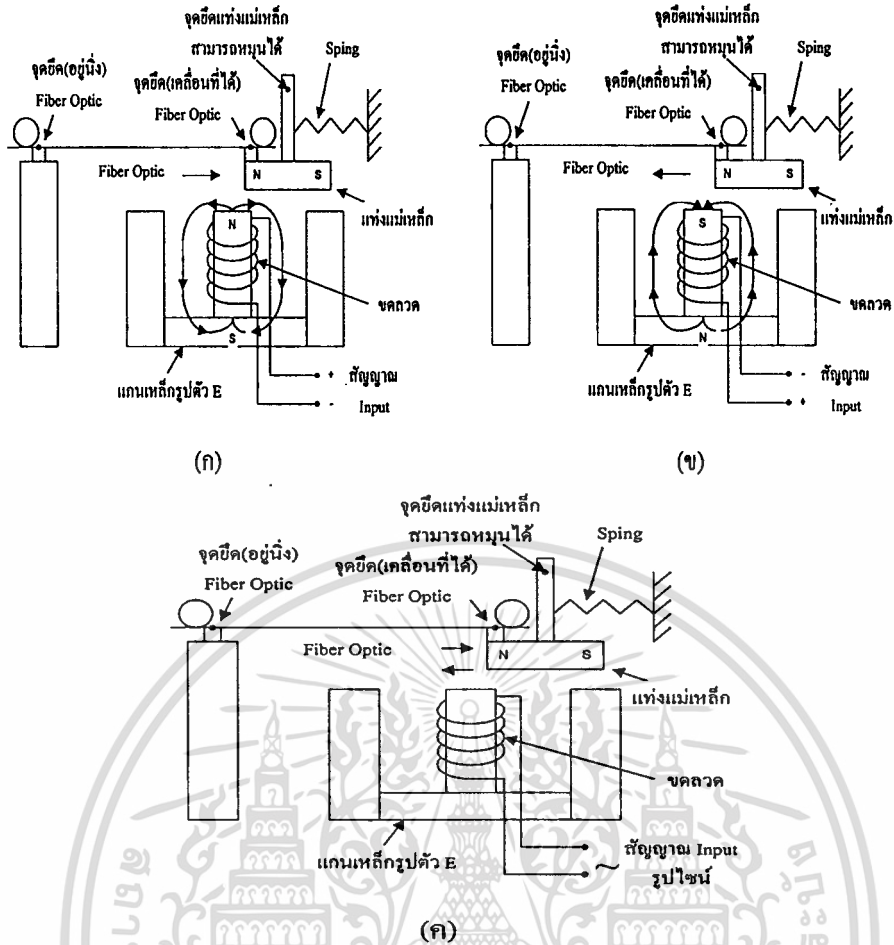 จุดยึดแท่งแม่เหล็ก
สามารถหมุนได้
Sping
จุดยึด(อยู่นิ่ง)
Fiber Optic
จุดยึด(เคลื่อนที่ได้)
Fiber Optic
Fiber Optic
N
S
แท่งแม่เหล็ก
N
ขดลวด
S
แกนเหล็กรูปตัว E
+ สัญญาณ
- Input
(ก)
จุดยึดแท่งแม่เหล็ก
สามารถหมุนได้
Sping
จุดยึด(อยู่นิ่ง)
Fiber Optic
จุดยึด(เคลื่อนที่ได้)
Fiber Optic
Fiber Optic
N
S
แท่งแม่เหล็ก
S
ขดลวด
N
แกนเหล็กรูปตัว E
- สัญญาณ
+ Input
(ข)
จุดยึดแท่งแม่เหล็ก
สามารถหมุนได้
Sping
จุดยึด(อยู่นิ่ง)
Fiber Optic
จุดยึด(เคลื่อนที่ได้)
Fiber Optic
Fiber Optic
N
S
แท่งแม่เหล็ก
ขดลวด
แกนเหล็กรูปตัว E
~ สัญญาณ Input
รูปไซน์
(ค)